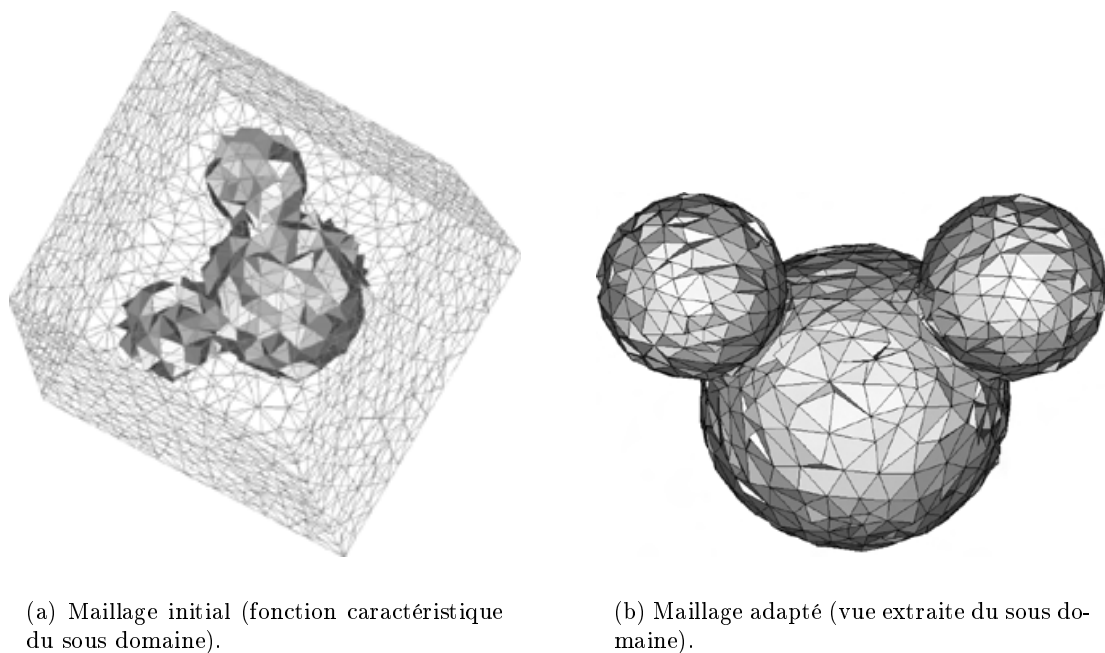 (a) Maillage initial (fonction caractéristique
du sous domaine).
(b) Maillage adapté (vue extraite du sous do-
maine).